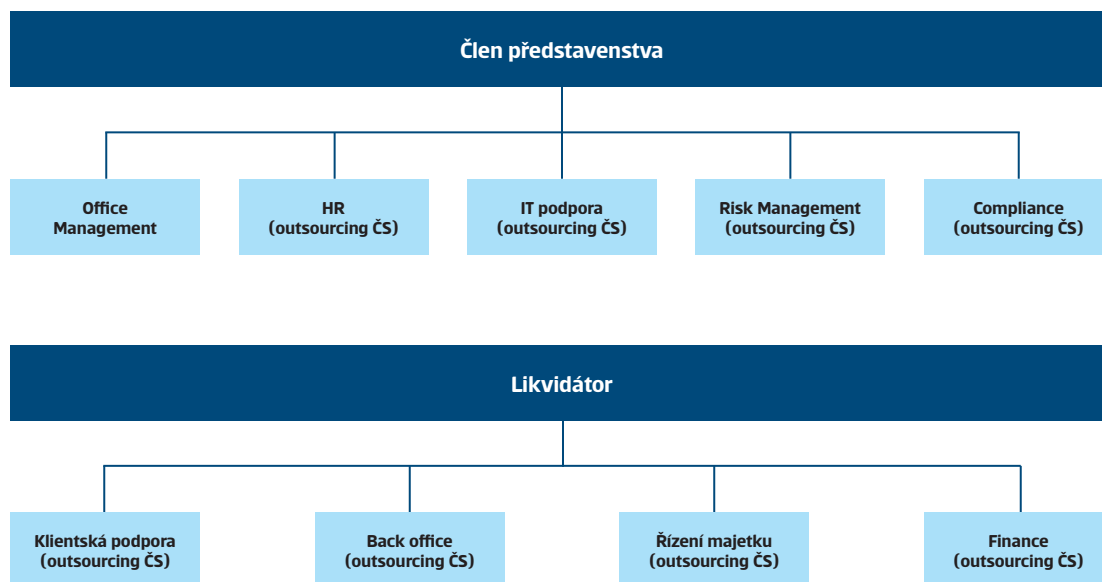 Člen představenstva
Office
Management
HR
(outsourcing ČS)
IT podpora
(outsourcing ČS)
Risk Management
(outsourcing ČS)
Compliance
(outsourcing ČS)
Likvidátor
Klientská podpora
(outsourcing ČS)
Back office
(outsourcing ČS)
Řízení majetku
(outsourcing ČS)
Finance
(outsourcing ČS)